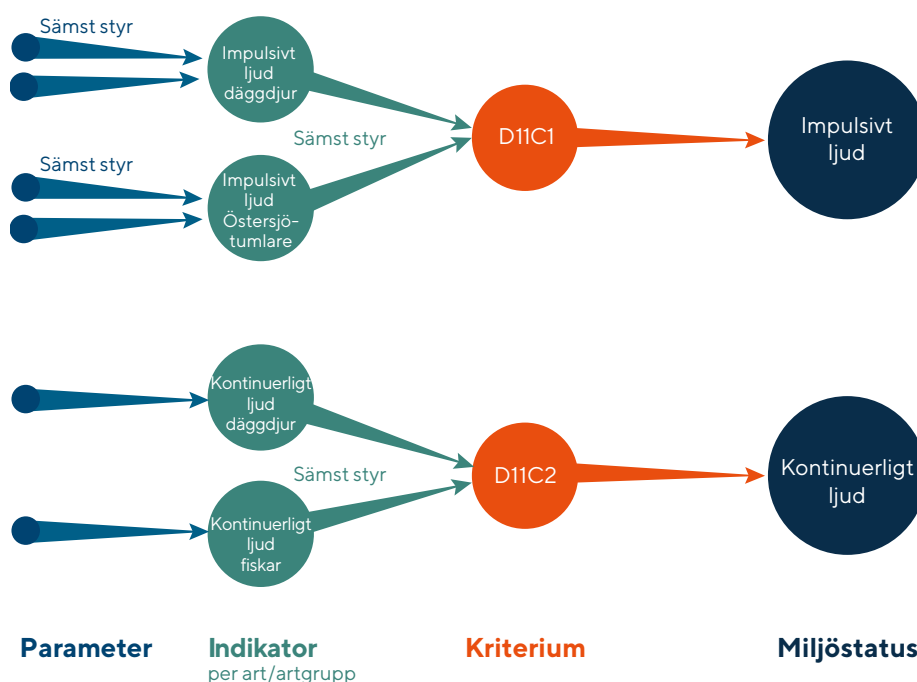 Sämst styr
Impulsivt
ljud
däggdjur
Sämst styr
Sämst styr
Impulsivt
ljud
Östersjö-
tumlare
D11C1
Impulsivt
ljud
Kontinuerligt
ljud
däggdjur
Sämst styr
Kontinuerligt
ljud
fiskar
D11C2
Kontinuerligt
ljud
Parameter
Indikator
per art/artgrupp
Kriterium
Miljöstatus